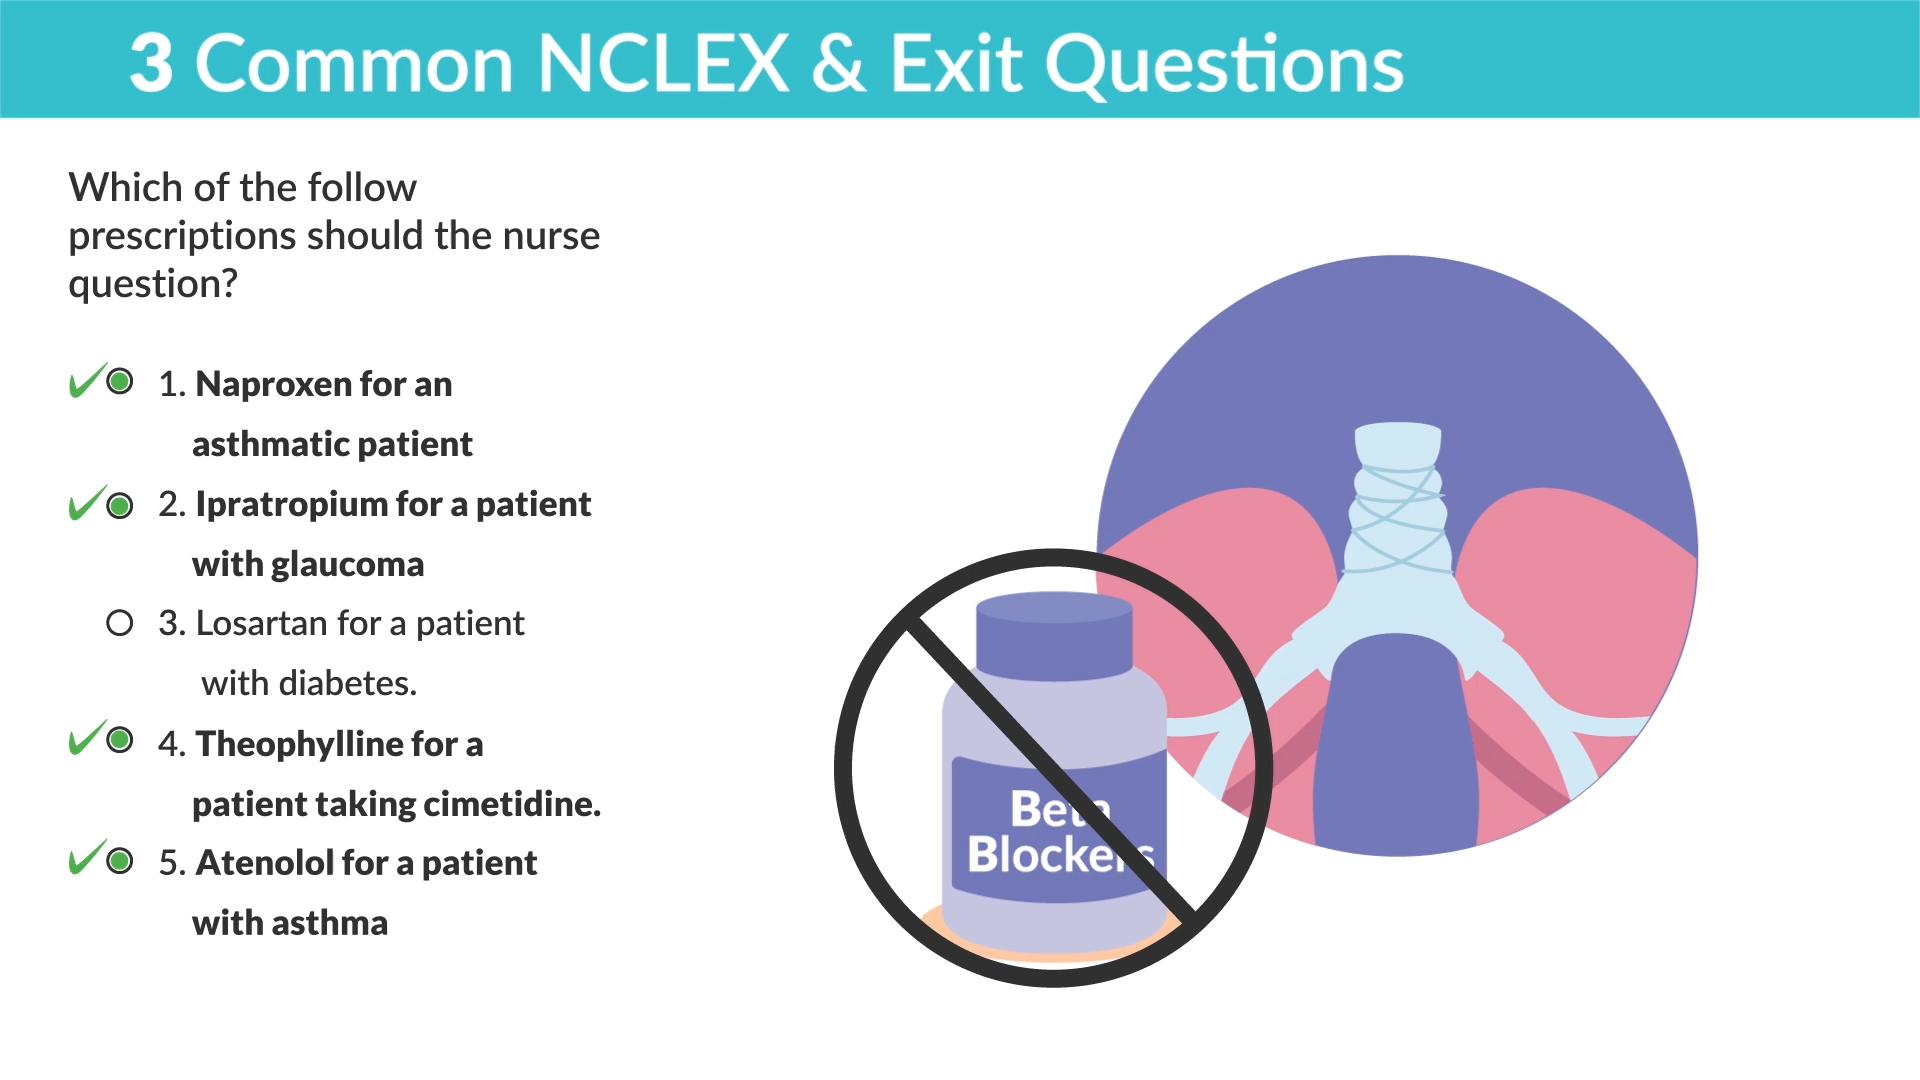 3 Common NCLEX & Exit Questions
Which of the follow
prescriptions should the nurse
question?
1. Naproxen for an
asthmatic patient
2. Ipratropium for a patient
with glaucoma
3. Losartan for a patient
with diabetes.
4. Theophylline for a
patient taking cimetidine.
5. Atenolol for a patient
with asthma
Beta
Blockers